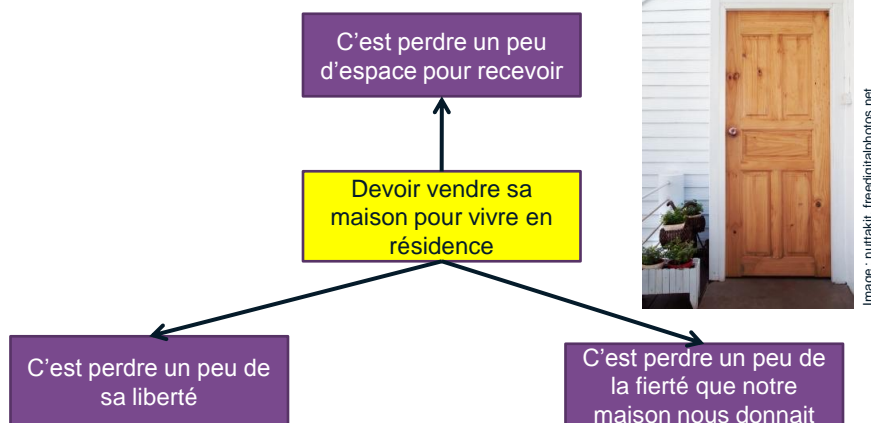 C'est perdre un peu
d'espace pour recevoir
Devoir vendre sa
maison pour vivre en
résidence
C'est perdre un peu de
sa liberté
C'est perdre un peu de
la fierté que notre
maison nous donnait
Image : nuttakit, freedigitalphotos.net